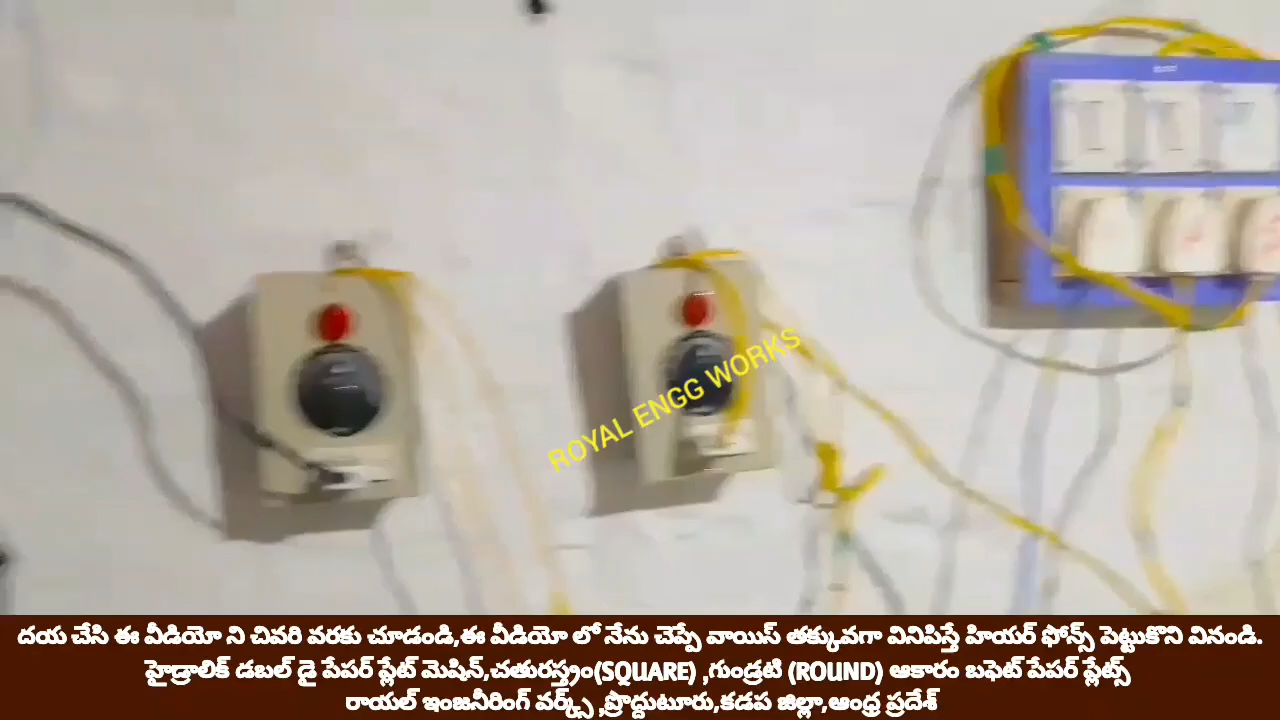 ROYAL ENGG WORKS
దయ చేసి ఈ వీడియో ని చివరి వరకు చూడండి,ఈ వీడియో లో నేను చెప్పే వాయిస్ తక్కువగా వినిపిస్తే హియర్ ఫోన్స్ పెట్టుకొని వినండి.
హైడ్రాలిక్ డబల్ డై పేపర్ ప్లేట్ మెషిన్,చతురస్త్రం(SQUARE) ,గుండ్రటి (ROUND) ఆకారం బఫెట్ పేపర్ ప్లేట్స్
రాయల్ ఇంజనీరింగ్ వర్క్స్ ,ప్రొద్దుటూరు,కడప జిల్లా,ఆంధ్ర ప్రదేశ్